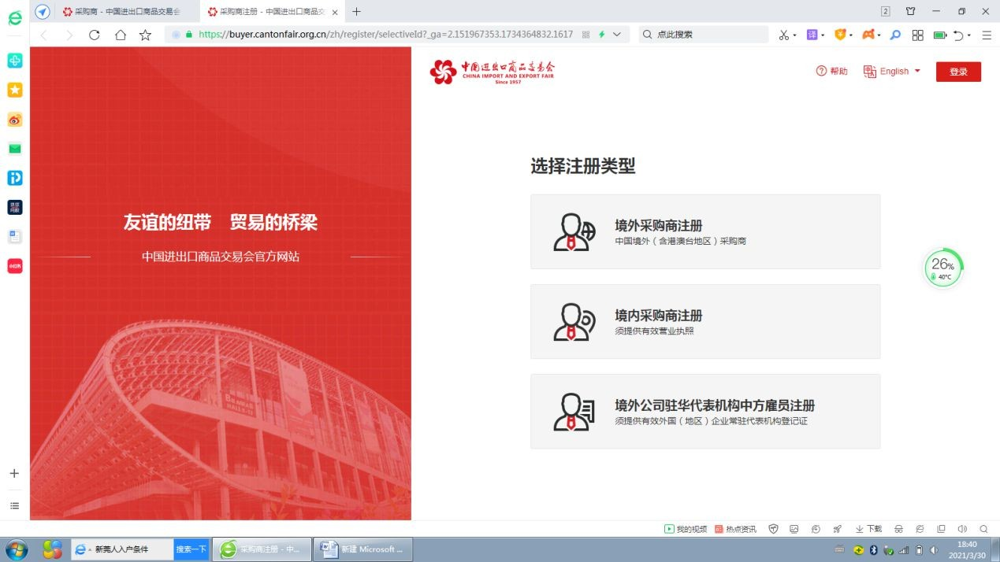 采购商 - 中国进出口商品交易会
采购商注册 - 中国进出口商品交
2
https://buyer.cantonfair.org.cn/zh/register/selectiveId?_ga=2.151967353.1734364832.1617
点此搜索
译
中国进出口商品交易会
CHINA IMPORT AND EXPORT FAIR
Since 1957
帮助
English
登录
选择注册类型
友谊的纽带 贸易的桥梁
中国进出口商品交易会官方网站
境外采购商注册
中国境外（含港澳台地区）采购商
境内采购商注册
须提供有效营业执照
境外公司驻华代表机构中方雇员注册
须提供有效外国（地区）企业常驻代表机构登记证
26%
40°C
小红书
我的视频
热点资讯
下载
新莞人入户条件
搜索一下
采购商注册 - 中...
新建 Microsoft ...
18:40
2021/3/30